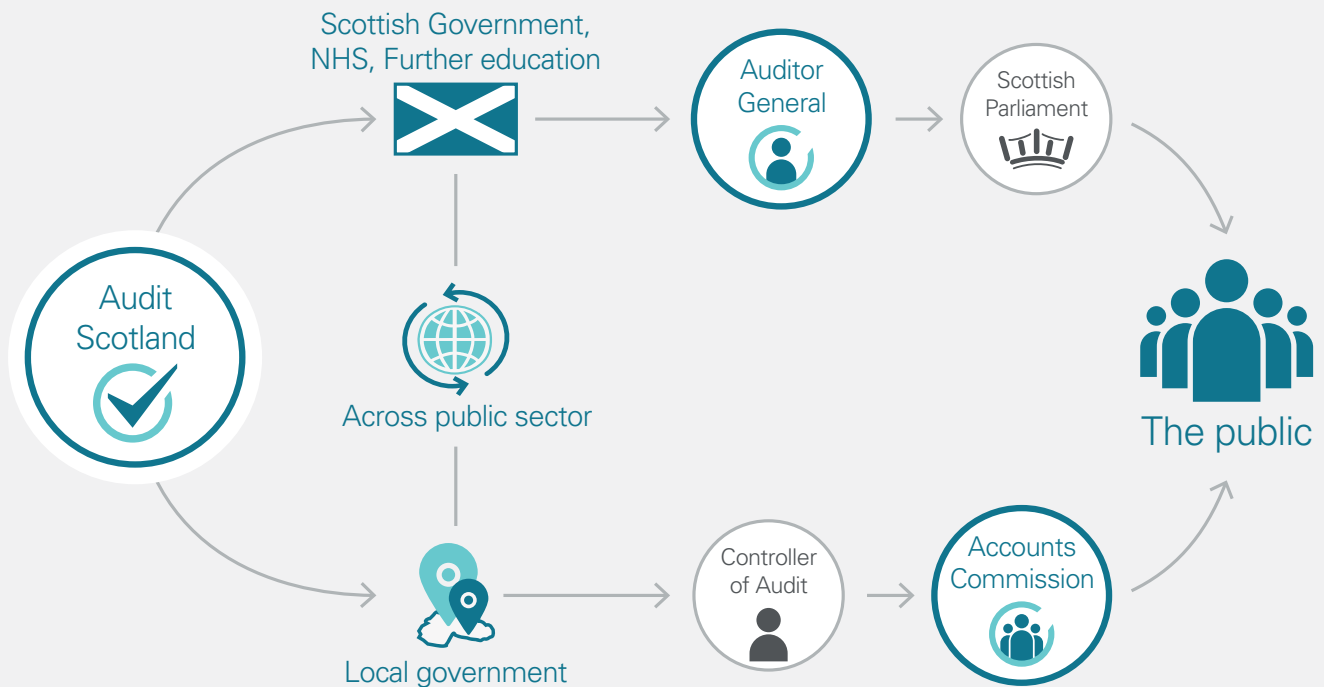 Scottish Government,
NHS, Further education
Auditor
General
Scottish
Parliament
Audit
Scotland
Across public sector
The public
Controller
of Audit
Accounts
Commission
Local government